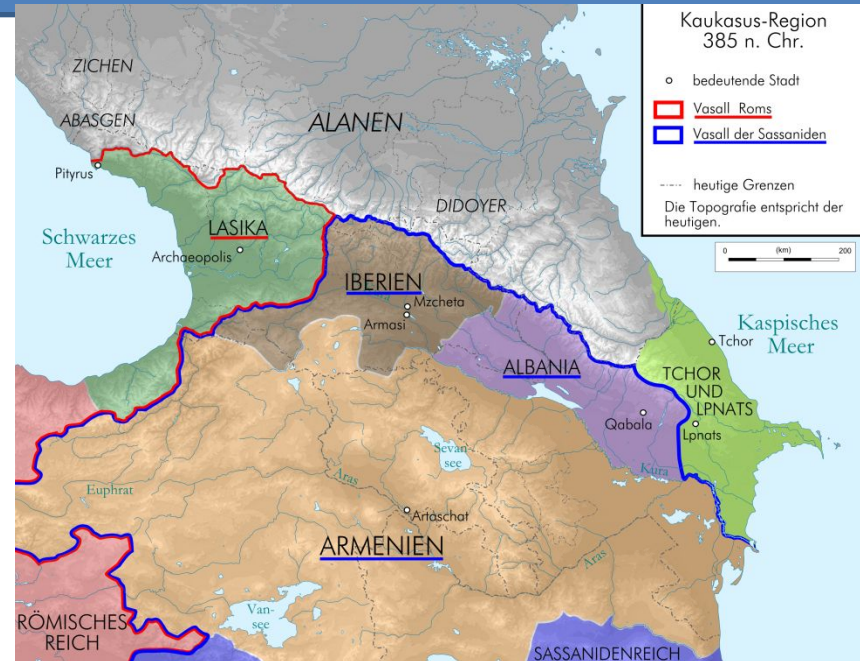 Kaukasus-Region
385 n. Chr.
bedeutende Stadt
Vasall Roms
Vasall der Sassaniden
heutige Grenzen
Die Topografie entspricht der
heutigen.
0 (km) 200
ZICHEN
ABASGEN
ALANEN
Pityrus
DIDOYER
LASIKA
Schwarzes
Meer
Archaeopolis
IBERIEN
Mzcheta
Armasi
Kaspisches
Meer
Tchor
ALBANIA
TCHOR
UND
LPNATS
Qabala
Lpnats
Sevan-
see
Kura
Aras
Euphrat
Artaschat
ARMENIEN
Aras
Van-
see
RÖMISCHES
REICH
SASSANIDENREICH